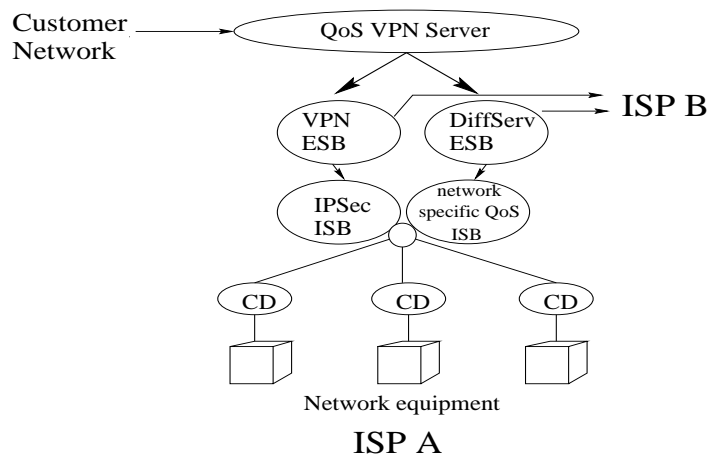 Customer
Network
QoS VPN Server
VPN
ESB
DiffServ
ESB
ISP B
IPSec
ISB
network
specific QoS
ISB
CD
CD
CD
Network equipment
ISP A